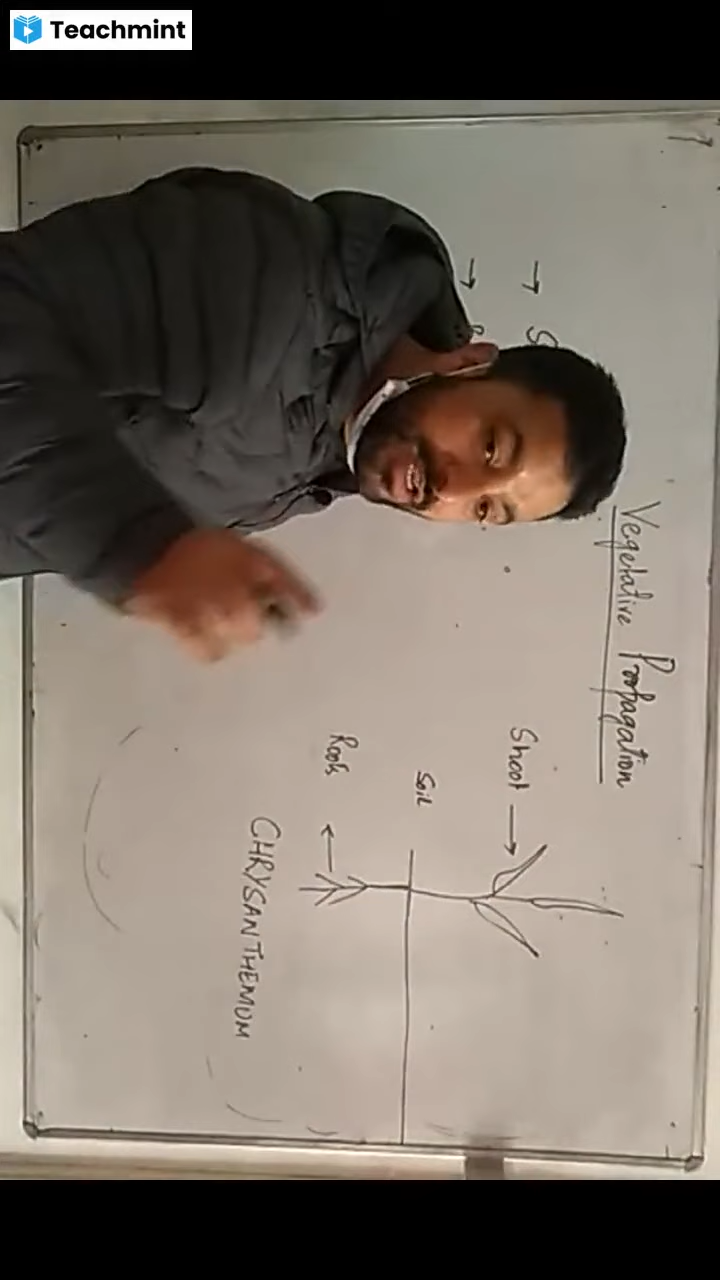 Teachmint
Vegetative Propagation
→ S
→
Shoot →
Soil
Roots ←
CHRYSANTHEMUM